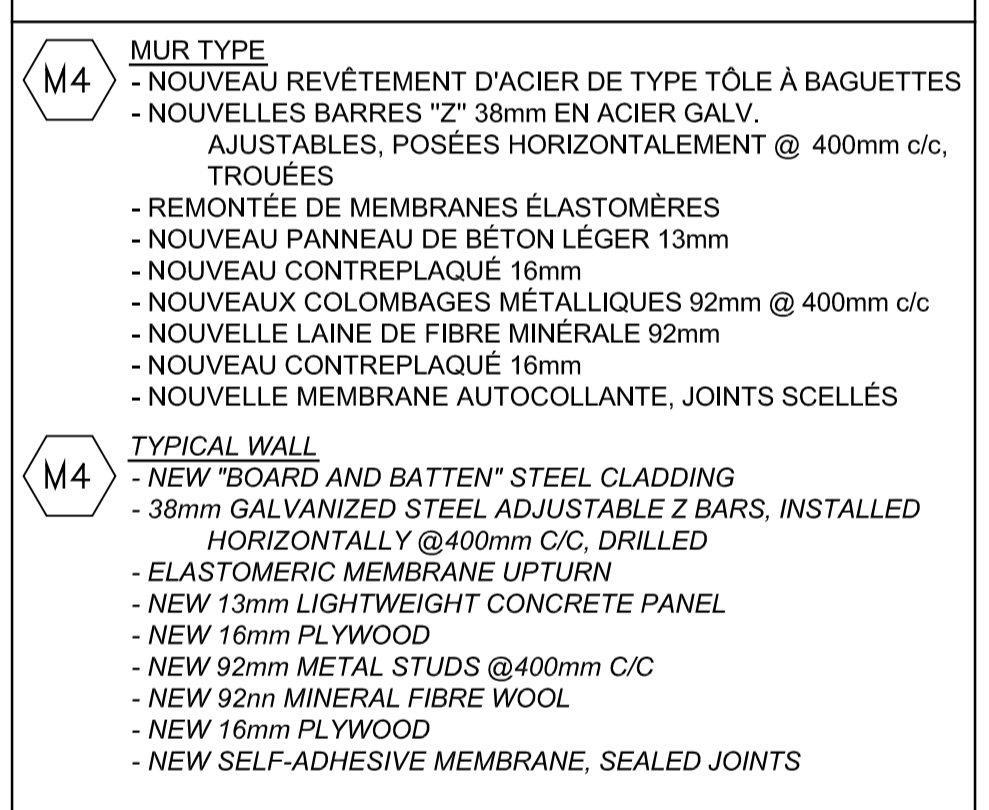 M4
MUR TYPE
- NOUVEAU REVÊTEMENT D'ACIER DE TYPE TÔLE À BAGUETTES
- NOUVELLES BARRES "Z" 38mm EN ACIER GALV.
AJUSTABLES, POSÉES HORIZONTALEMENT @ 400mm c/c,
TROUÉES
- REMONTÉE DE MEMBRANES ÉLASTOMÈRES
- NOUVEAU PANNEAU DE BÉTON LÉGER 13mm
- NOUVEAU CONTREPLAQUÉ 16mm
- NOUVEAUX COLOMBAGES MÉTALLIQUES 92mm @ 400mm c/c
- NOUVELLE LAINE DE FIBRE MINÉRALE 92mm
- NOUVEAU CONTREPLAQUÉ 16mm
- NOUVELLE MEMBRANE AUTOCOLLANTE, JOINTS SCELLÉS
M4
TYPICAL WALL
- NEW "BOARD AND BATTEN" STEEL CLADDING
- 38mm GALVANIZED STEEL ADJUSTABLE Z BARS, INSTALLED
HORIZONTALLY @400mm C/C, DRILLED
- ELASTOMERIC MEMBRANE UPTURN
- NEW 13mm LIGHTWEIGHT CONCRETE PANEL
- NEW 16mm PLYWOOD
- NEW 92mm METAL STUDS @400mm C/C
- NEW 92nn MINERAL FIBRE WOOL
- NEW 16mm PLYWOOD
- NEW SELF-ADHESIVE MEMBRANE, SEALED JOINTS